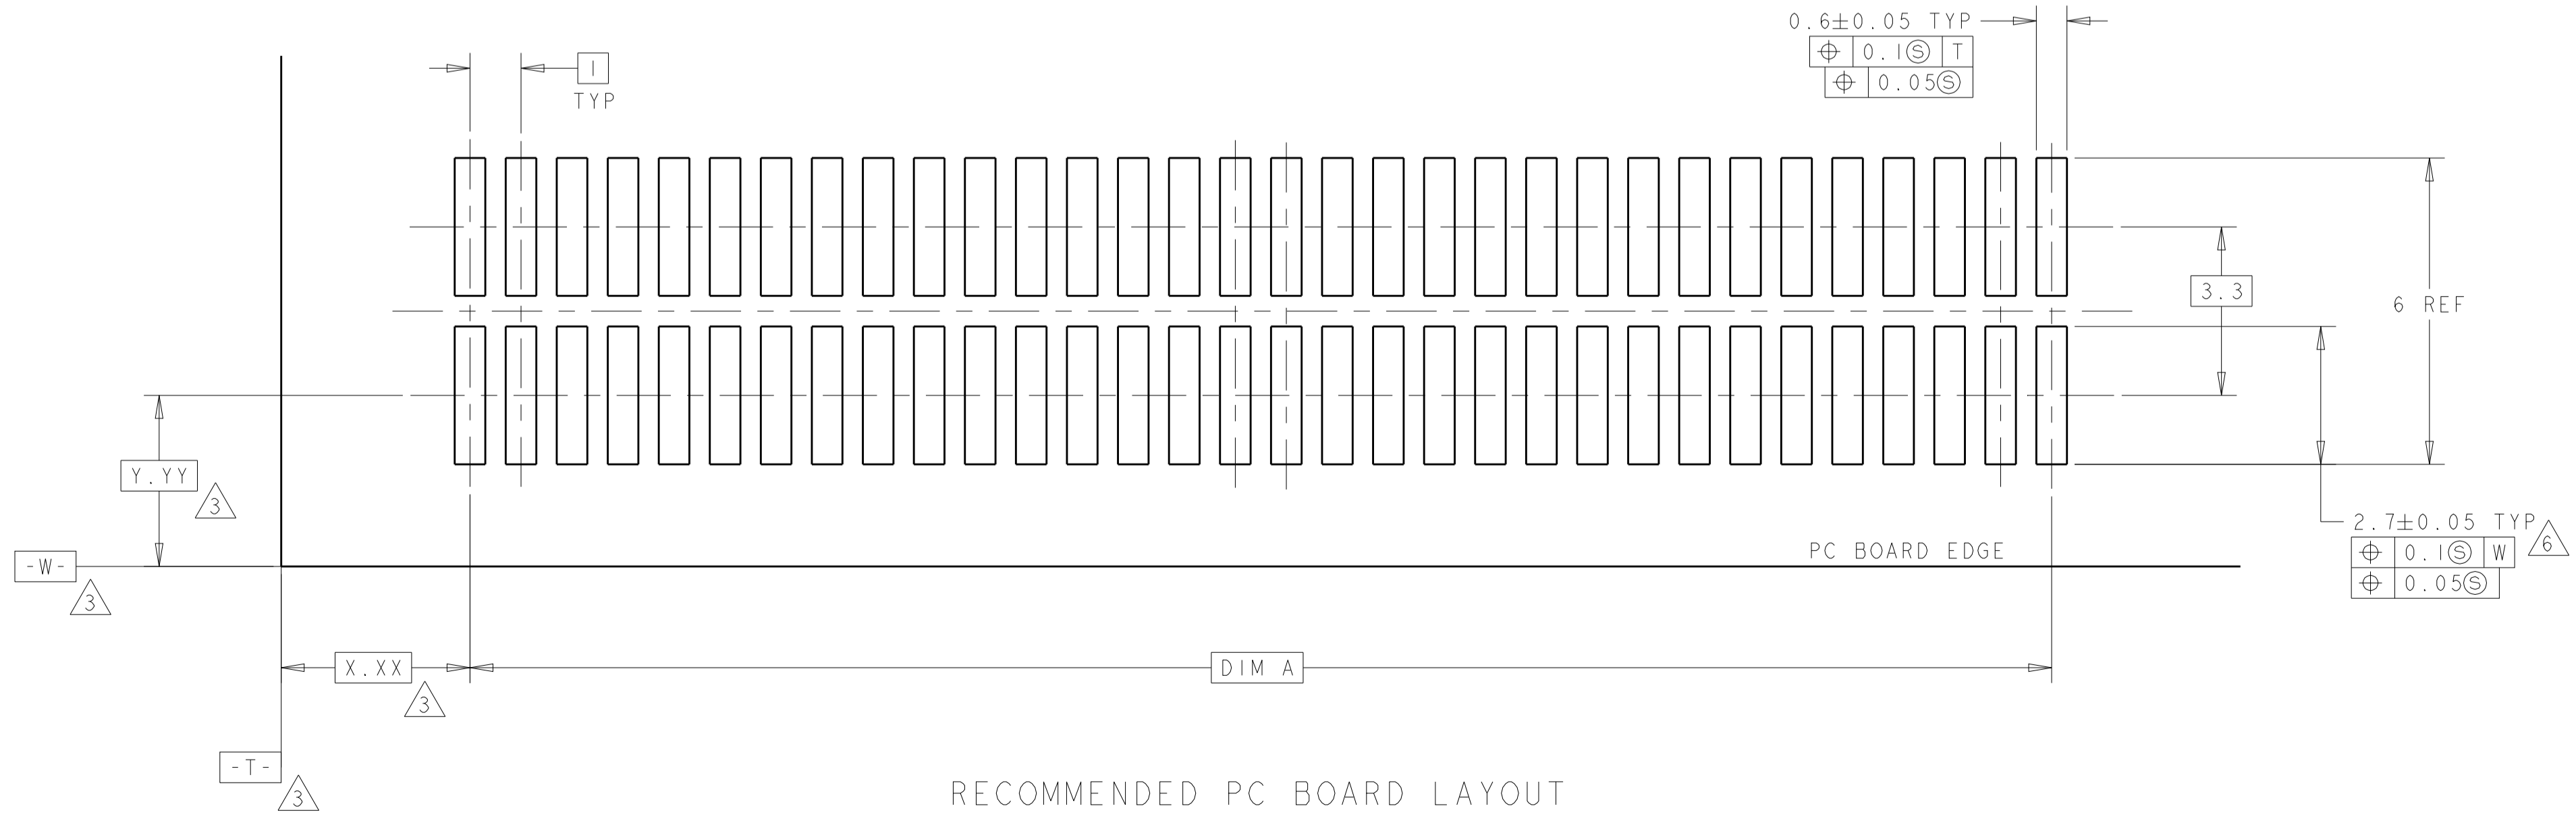 0.6±0.05 TYP
⌖ 0.1Ⓢ T
⌖ 0.05Ⓢ
1
TYP
3.3
6 REF
Y.YY
3
2.7±0.05 TYP
6
⌖ 0.1Ⓢ W
⌖ 0.05Ⓢ
PC BOARD EDGE
-W-
3
X.XX
3
DIM A
-T-
3
RECOMMENDED PC BOARD LAYOUT